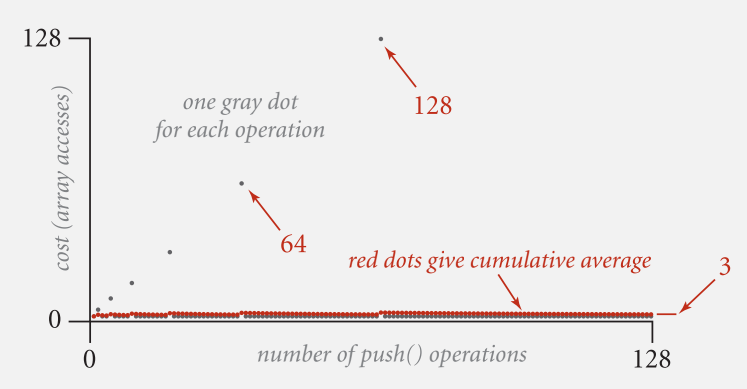 128
one gray dot
for each operation
128
cost (array accesses)
64
red dots give cumulative average
3
0
0
number of push() operations
128